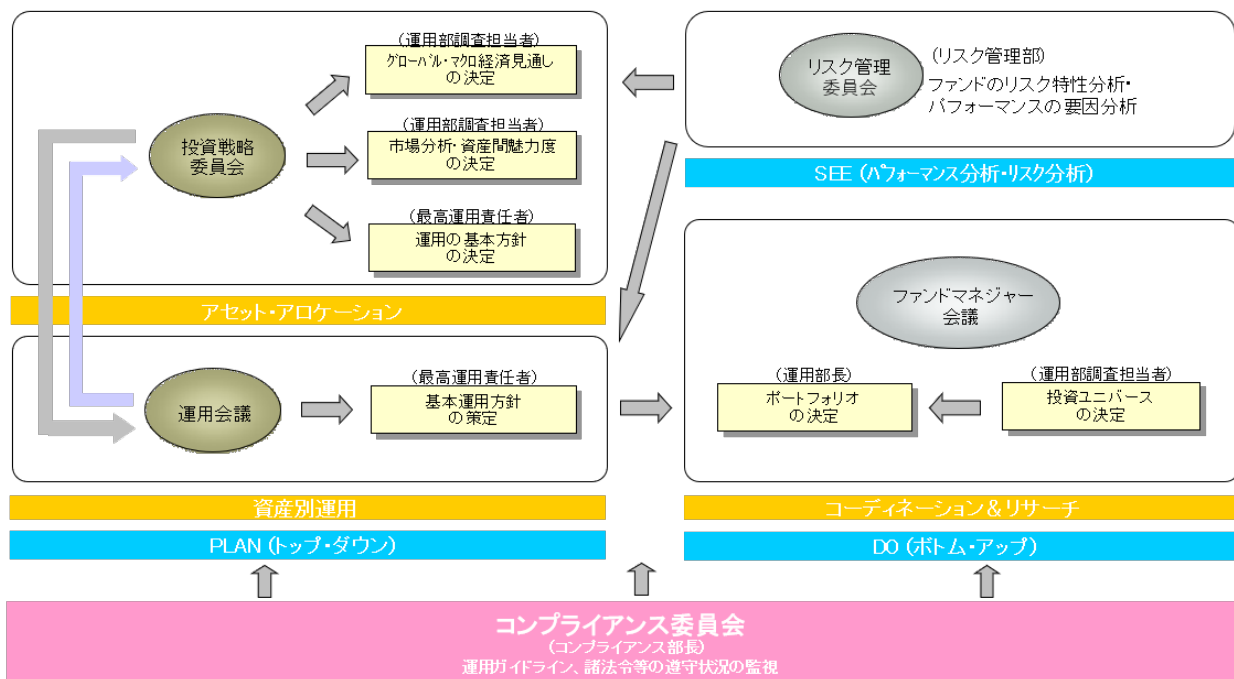 (運用部調査担当者)
グローバル・マクロ経済見通し
の決定
投資戦略
委員会
(運用部調査担当者)
市場分析・資産間魅力度
の決定
(最高運用責任者)
運用の基本方針
の決定
アセット・アロケーション
リスク管理
委員会
(リスク管理部)
ファンドのリスク特性分析・
パフォーマンスの要因分析
SEE (パフォーマンス分析・リスク分析)
運用会議
(最高運用責任者)
基本運用方針
の策定
資産別運用
PLAN (トップ・ダウン)
ファンドマネジャー
会議
(運用部長)
ポートフォリオ
の決定
(運用部調査担当者)
投資ユニバース
の決定
コーディネーション＆リサーチ
DO (ボトム・アップ)
コンプライアンス委員会
(コンプライアンス部長)
運用ガイドライン、諸法令等の遵守状況の監視